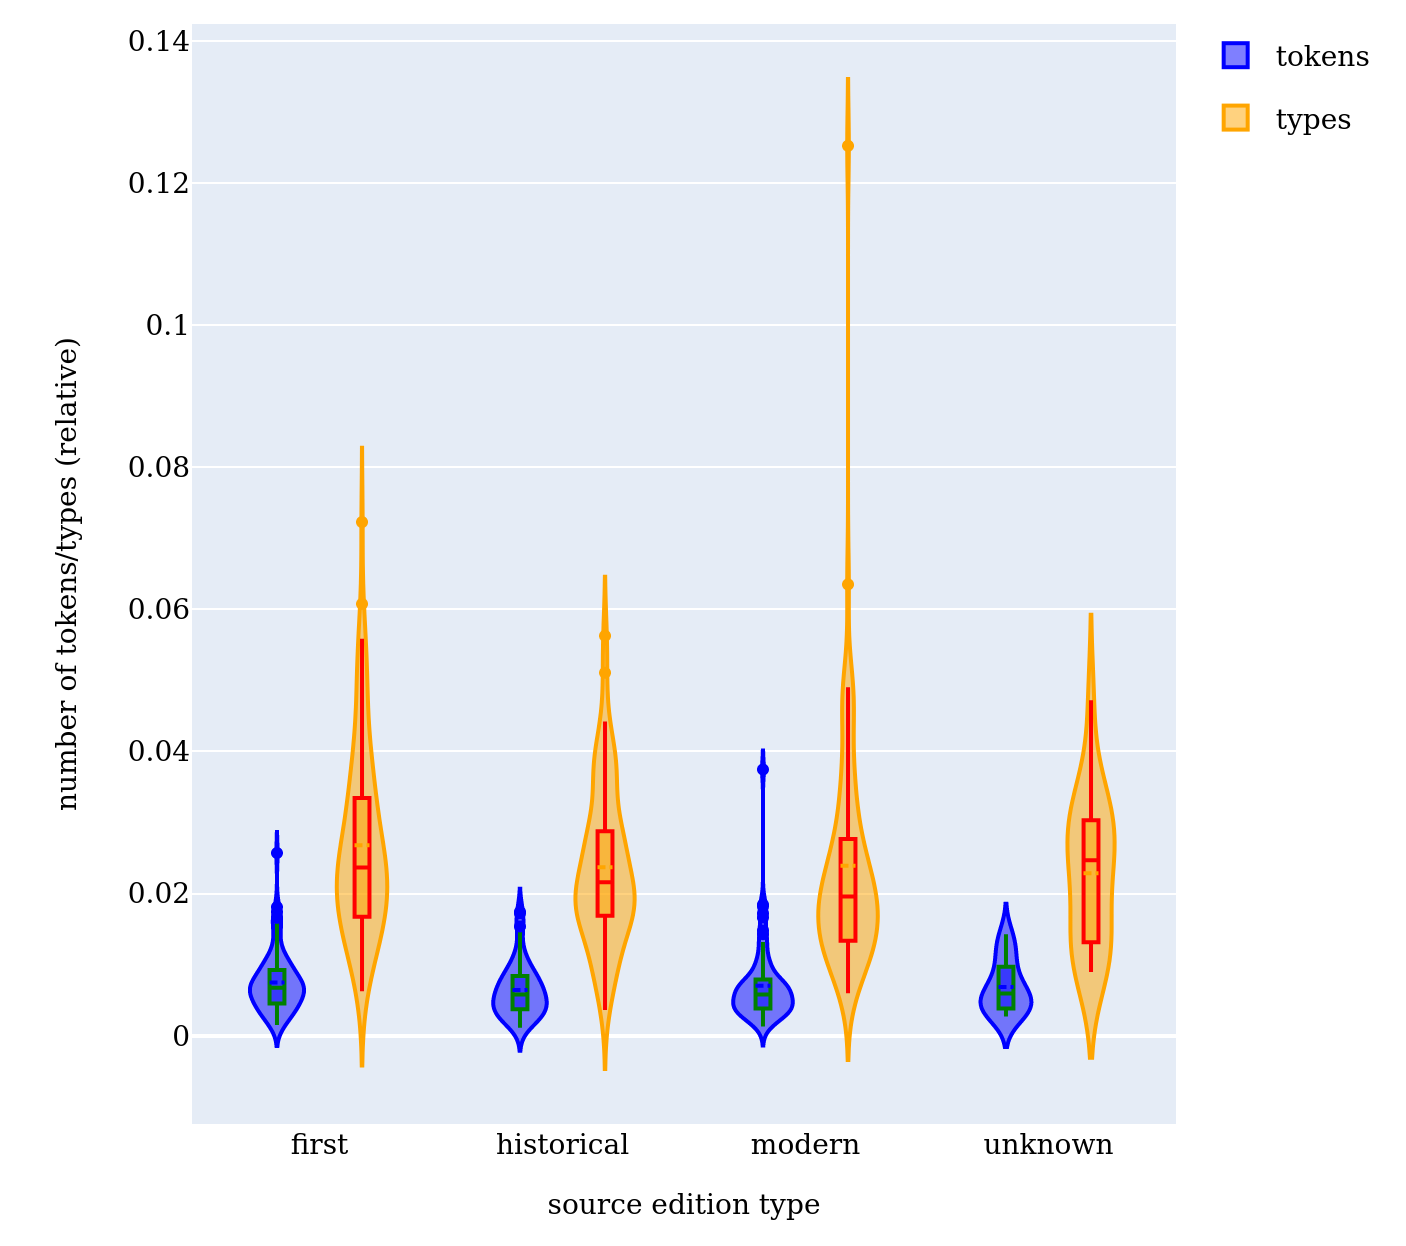 0.14
0.12
0.1
0.08
0.06
0.04
0.02
0
number of tokens/types (relative)
first
historical
modern
unknown
source edition type
tokens
types